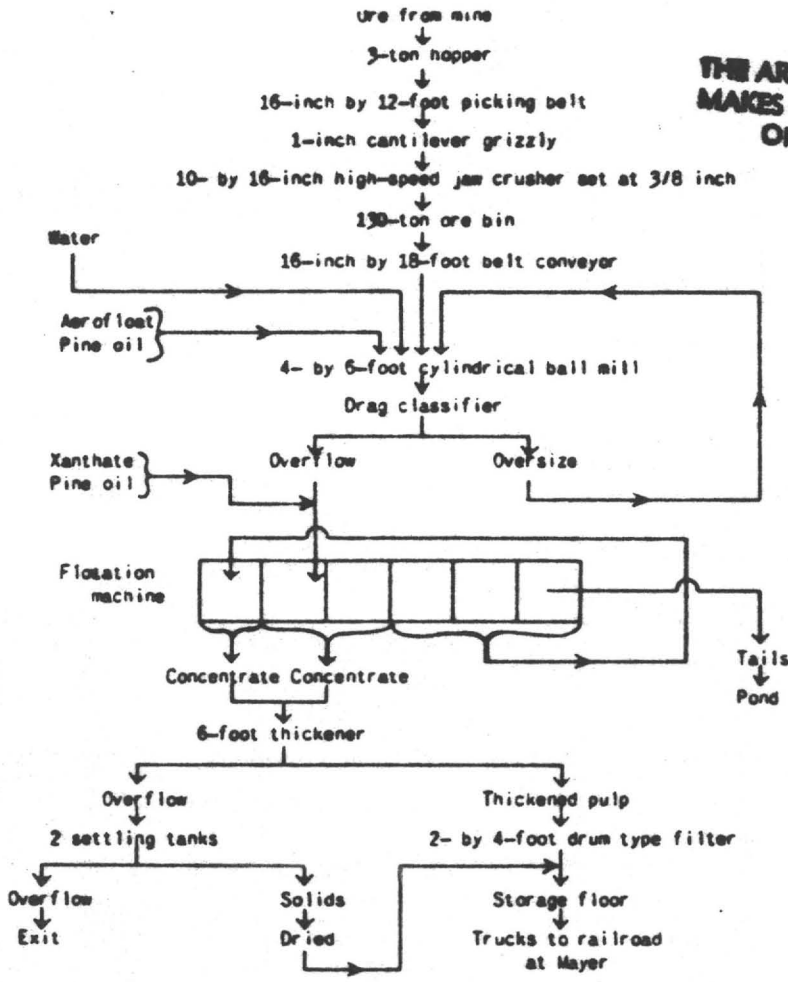 Ore from mine
3-ton hopper
THE AR
MAKES
16-inch by 12-foot picking belt
1-inch cantilever grizzly
10- by 16-inch high-speed jaw crusher set at 3/8 inch
130-ton ore bin
Water
16-inch by 18-foot belt conveyor
Aerofloat
Pine oil
4- by 6-foot cylindrical ball mill
Drag classifier
Xanthate
Pine oil
Overflow
Oversize
Flotation
machine
Concentrate Concentrate
Tails
Pond
6-foot thickener
Overflow
Thickened pulp
2 settling tanks
2- by 4-foot drum type filter
Overflow
Solids
Storage floor
Exit
Dried
Trucks to railroad
at Mayer